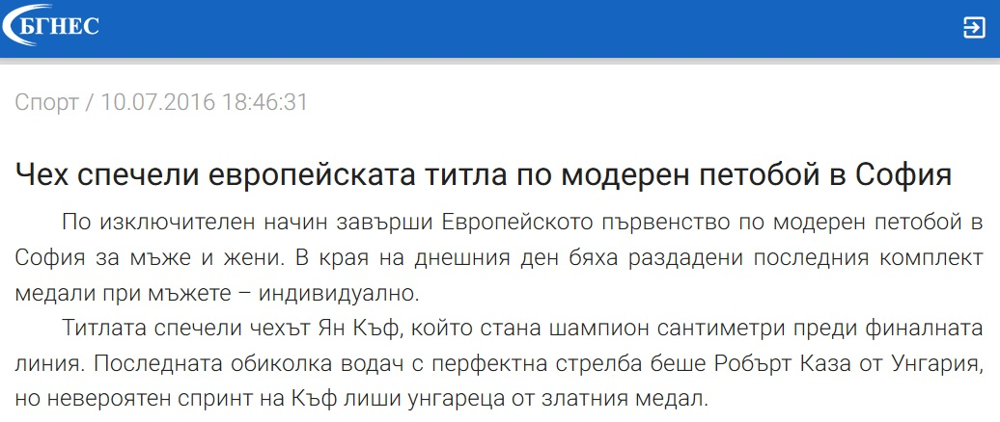 БГНЕС
Спорт / 10.07.2016 18:46:31
Чех спечели европейската титла по модерен петобой в София
По изключителен начин завърши Европейското първенство по модерен петобой в
София за мъже и жени. В края на днешния ден бяха раздадени последния комплект
медали при мъжете – индивидуално.
Титлата спечели чехът Ян Къф, който стана шампион сантиметри преди финалната
линия. Последната обиколка водач с перфектна стрелба беше Робърт Каза от Унгария,
но невероятен спринт на Къф лиши унгареца от златния медал.